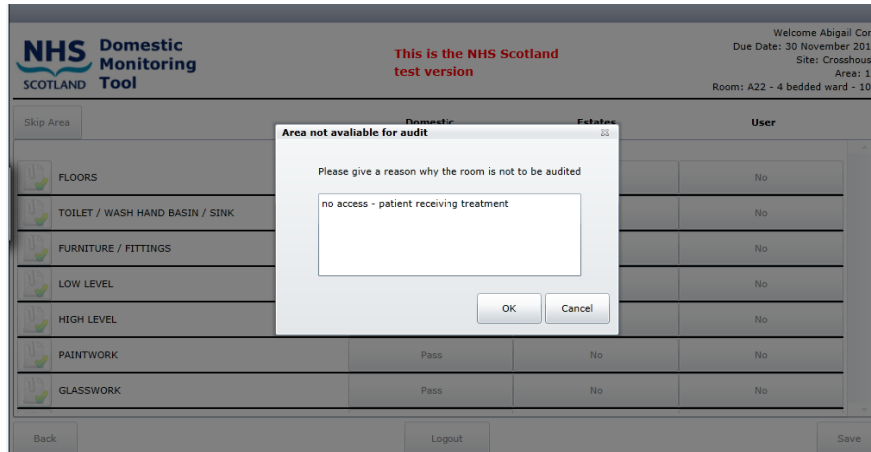 NHS
SCOTLAND
Domestic
Monitoring
Tool
This is the NHS Scotland
test version
Welcome Abigail Cor
Due Date: 30 November 201
Site: Crosshous
Area: 1
Room: A22 - 4 bedded ward - 10
Skip Area
Domestic
Estates
User
Area not avaliable for audit
Please give a reason why the room is not to be audited
no access - patient receiving treatment
OK
Cancel
FLOORS
No
TOILET / WASH HAND BASIN / SINK
No
FURNITURE / FITTINGS
No
LOW LEVEL
No
HIGH LEVEL
No
PAINTWORK
Pass
No
No
GLASSWORK
Pass
No
No
Back
Logout
Save